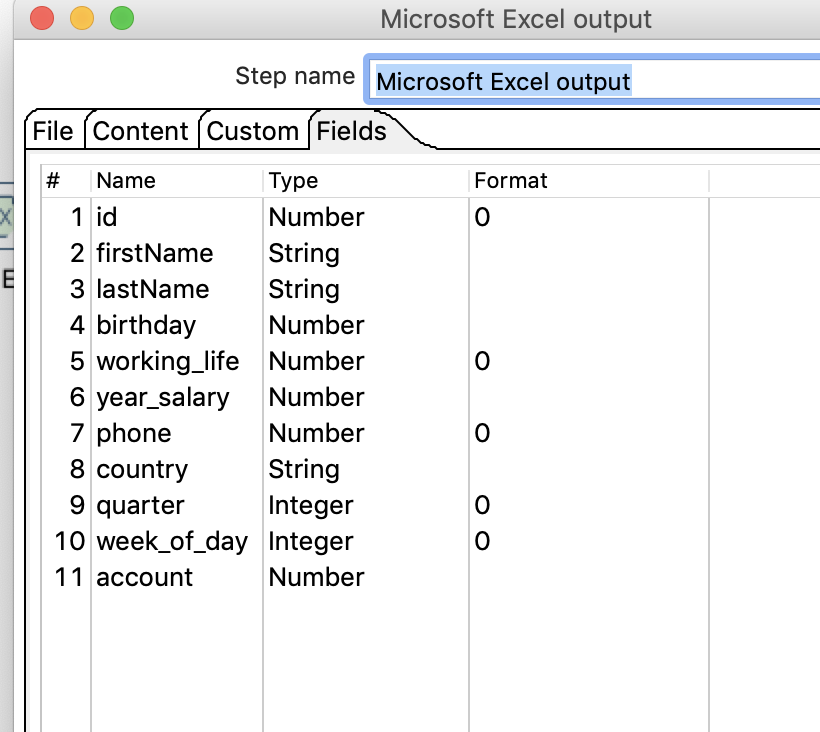 Microsoft Excel output
Step name Microsoft Excel output
File Content Custom Fields
# Name Type Format
1 id Number 0
2 firstName String
3 lastName String
4 birthday Number
5 working_life Number 0
6 year_salary Number
7 phone Number 0
8 country String
9 quarter Integer 0
10 week_of_day Integer 0
11 account Number